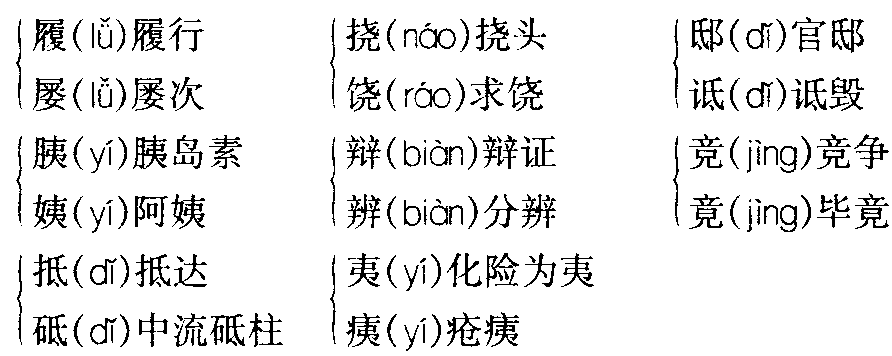 履(lǚ)履行 挠(náo)挠头 邸(dǐ)官邸
屡(lǚ)屡次 饶(ráo)求饶 诋(dǐ)诋毁
胰(yí)胰岛素 辩(biàn)辩证 竞(jìng)竞争
姨(yí)阿姨 辨(biàn)分辨 竟(jìng)毕竟
抵(dǐ)抵达 夷(yí)化险为夷
砥(dǐ)中流砥柱 痍(yí)疮痍